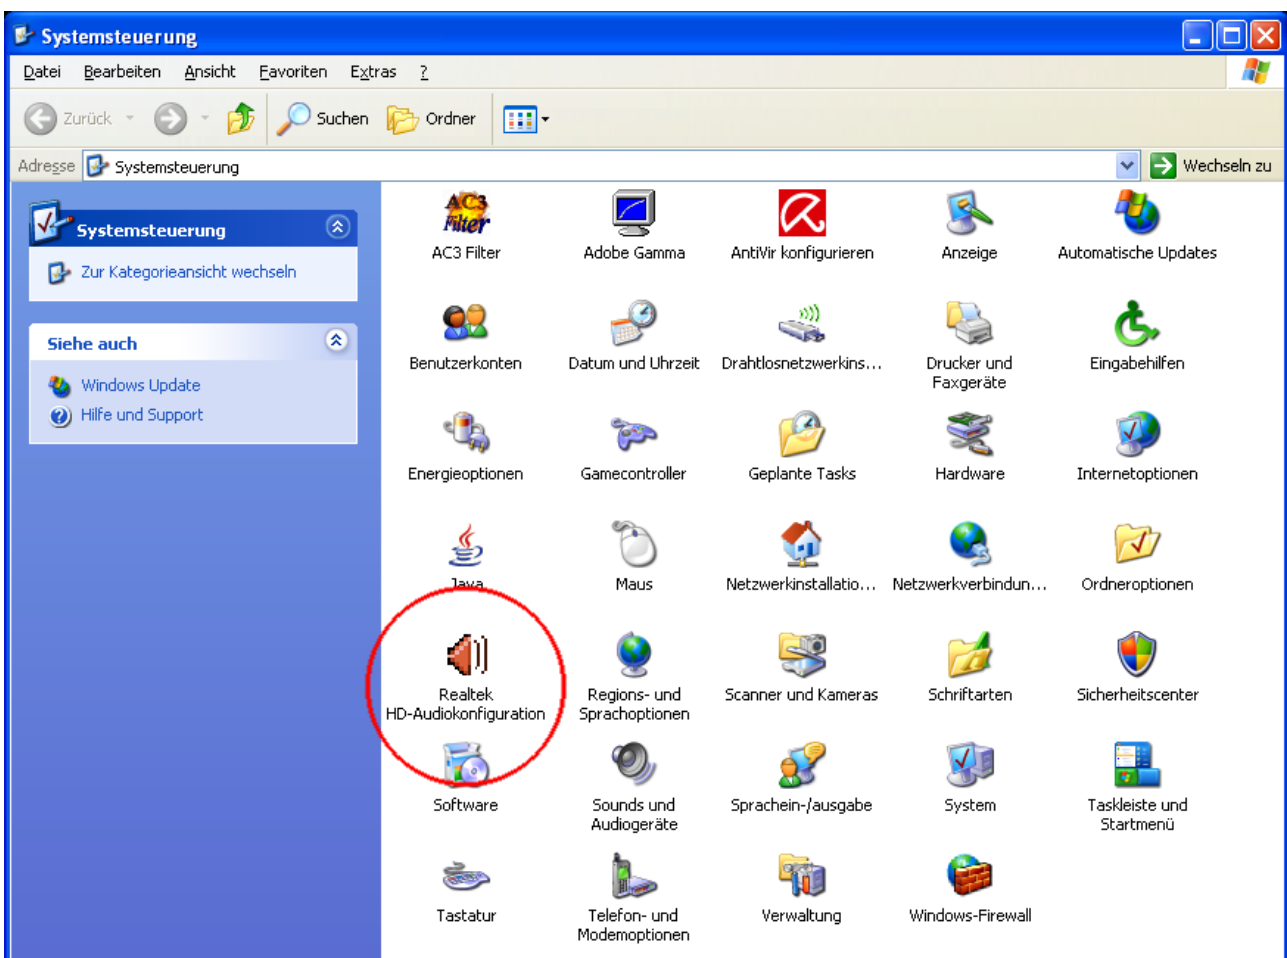 Systemsteuerung
Datei Bearbeiten Ansicht Favoriten Extras ?
Zurück Suchen Ordner
Adresse Systemsteuerung Wechseln zu
Systemsteuerung
Zur Kategorieansicht wechseln
Siehe auch
Windows Update
Hilfe und Support
AC3
Filter
AC3 Filter
Adobe Gamma
AntiVir konfigurieren
Anzeige
Automatische Updates
Benutzerkonten
Datum und Uhrzeit
Drahtlosnetzwerkins...
Drucker und
Faxgeräte
Eingabehilfen
Energieoptionen
Gamecontroller
Geplante Tasks
Hardware
Internetoptionen
Java
Maus
Netzwerkinstallatio...
Netzwerkverbindun...
Ordneroptionen
Realtek
HD-Audiokonfiguration
Regions- und
Sprachoptionen
Scanner und Kameras
Schriftarten
Sicherheitscenter
Software
Sounds und
Audiogeräte
Sprachein-/ausgabe
System
Taskleiste und
Startmenü
Tastatur
Telefon- und
Modemoptionen
Verwaltung
Windows-Firewall